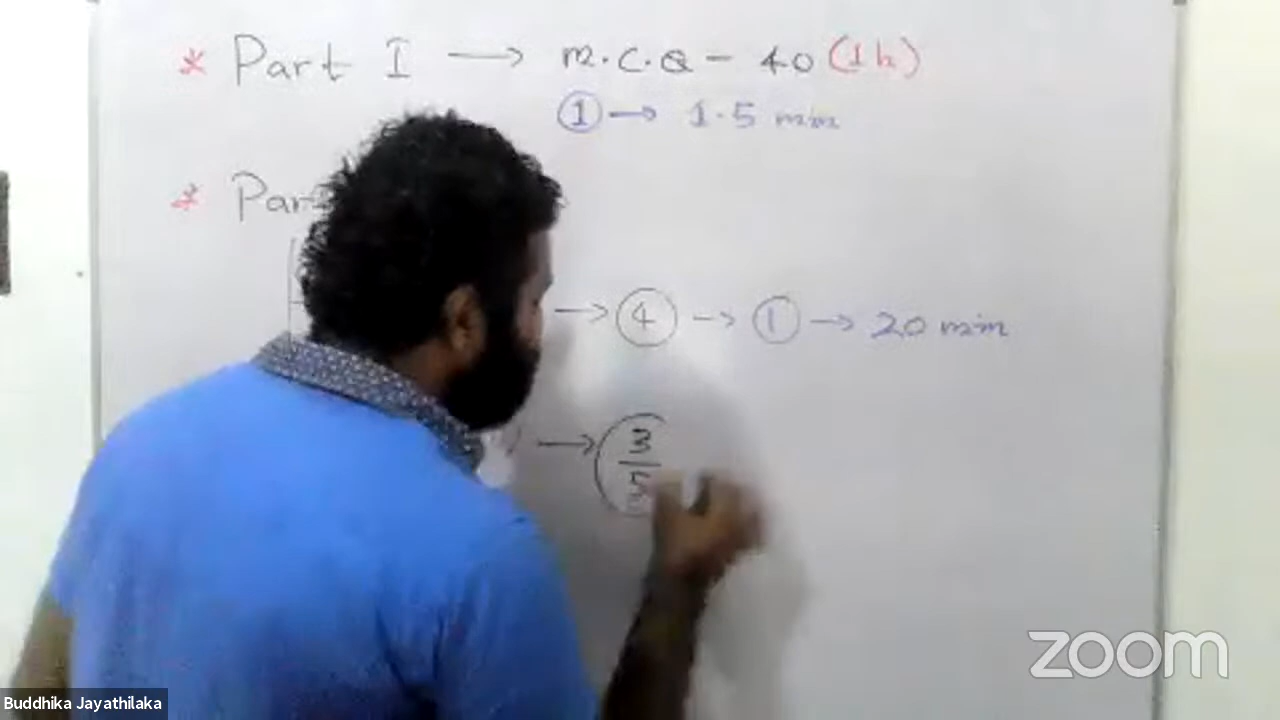 * Part I → M.C.Q - 40 (1h)
① → 1.5 min
* Par
→ ④ → ① → 20 min
→ 3/5
zoom
Buddhika Jayathilaka